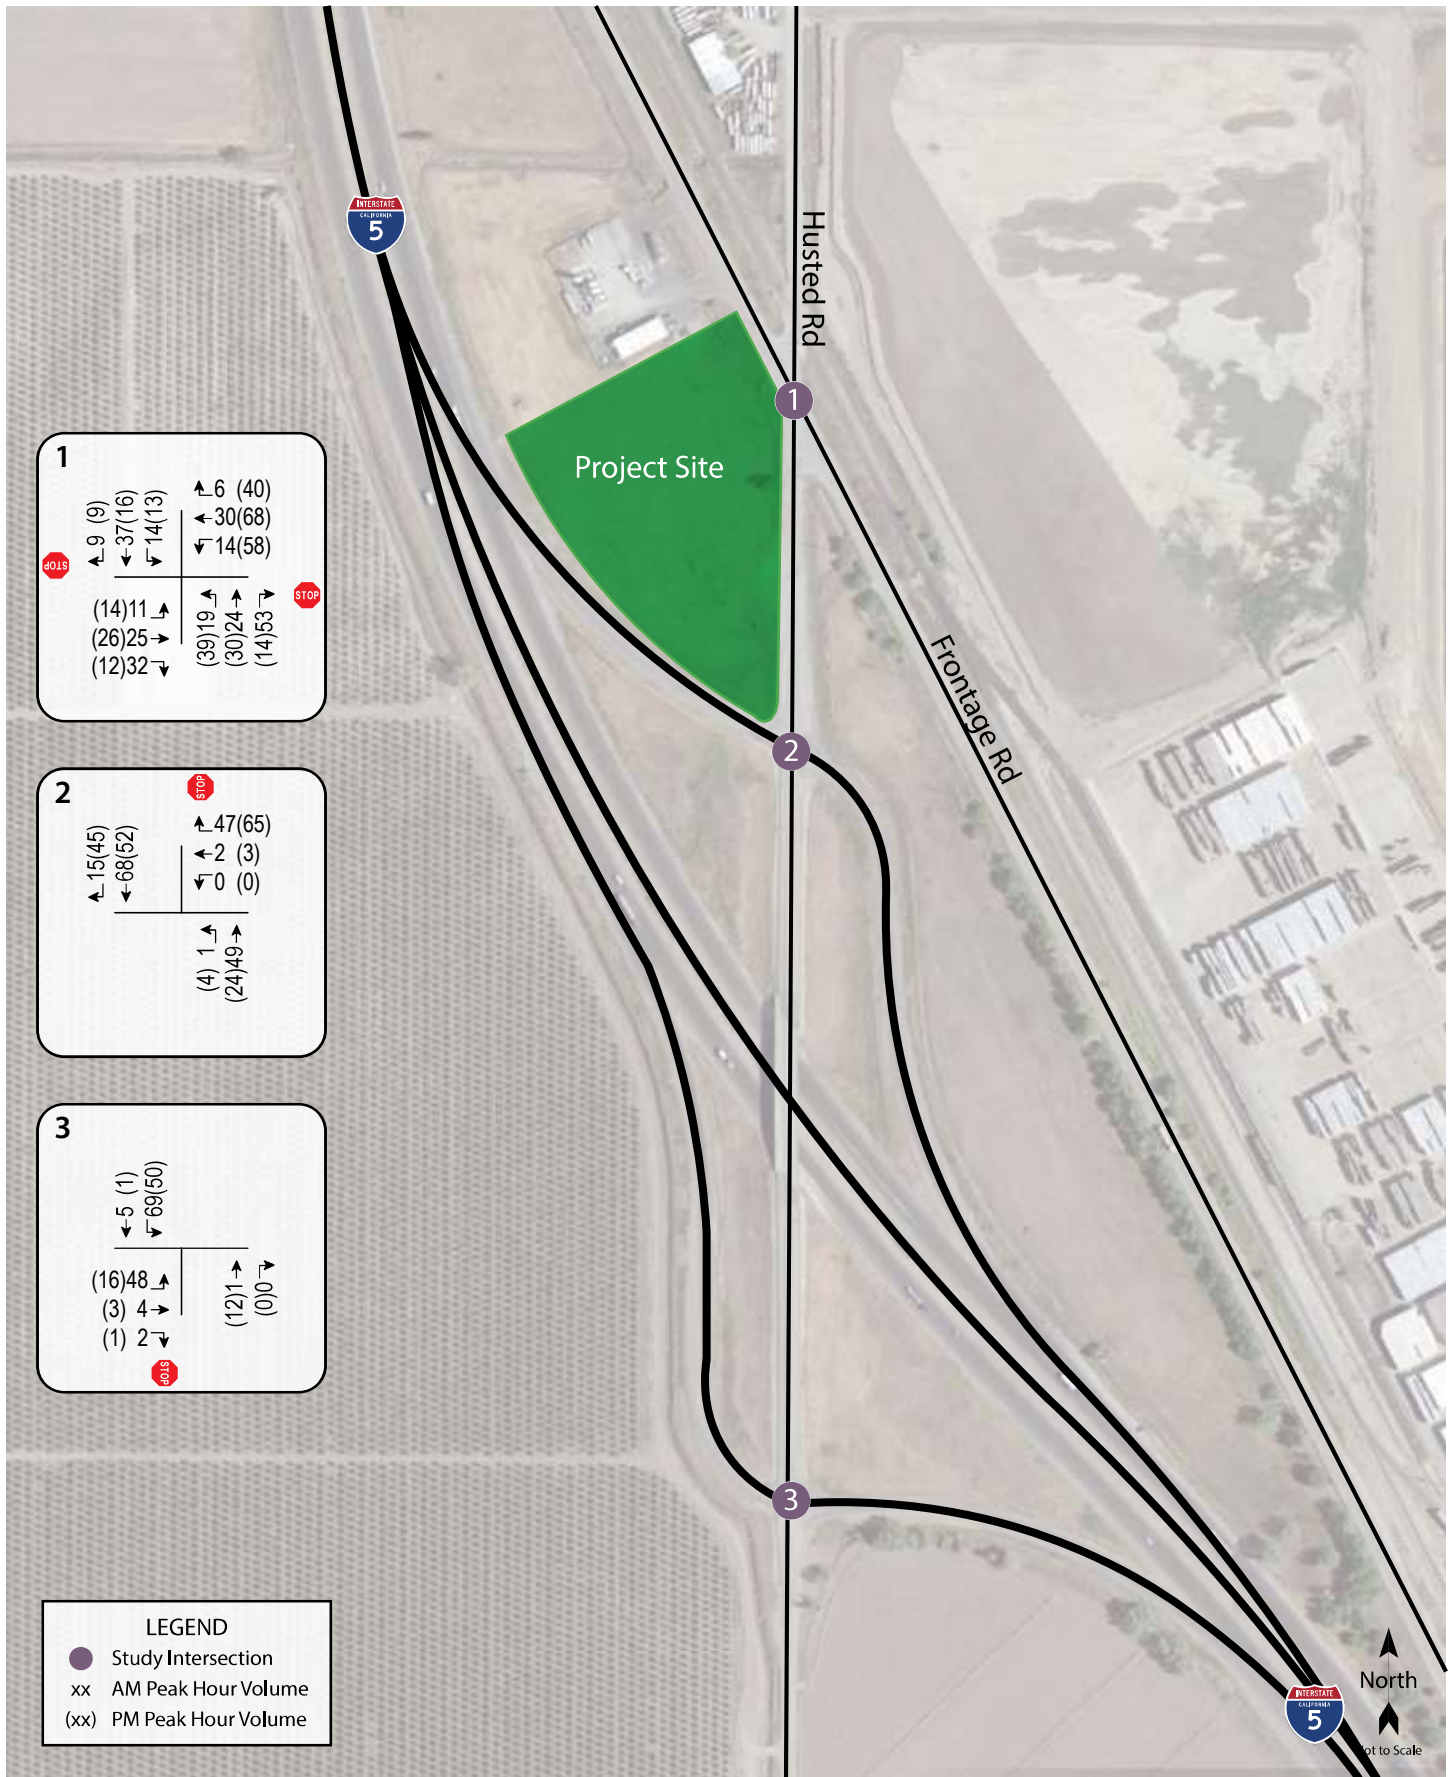 INTERSTATE
CALIFORNIA
5
Husted Rd
1
Project Site
Frontage Rd
2
3
1
9 (9)
37(16)
14(13)
6 (40)
30(68)
14(58)
STOP
(14)11
(26)25
(12)32
(39)19
(30)24
(14)53
STOP
2
STOP
15(45)
68(52)
47(65)
2 (3)
0 (0)
(4) 1
(24)49
3
5 (1)
69(50)
(16)48
(3) 4
(1) 2
(12)1
(0)0
STOP
LEGEND
Study Intersection
xx AM Peak Hour Volume
(xx) PM Peak Hour Volume
INTERSTATE
CALIFORNIA
5
North
ot to Scale